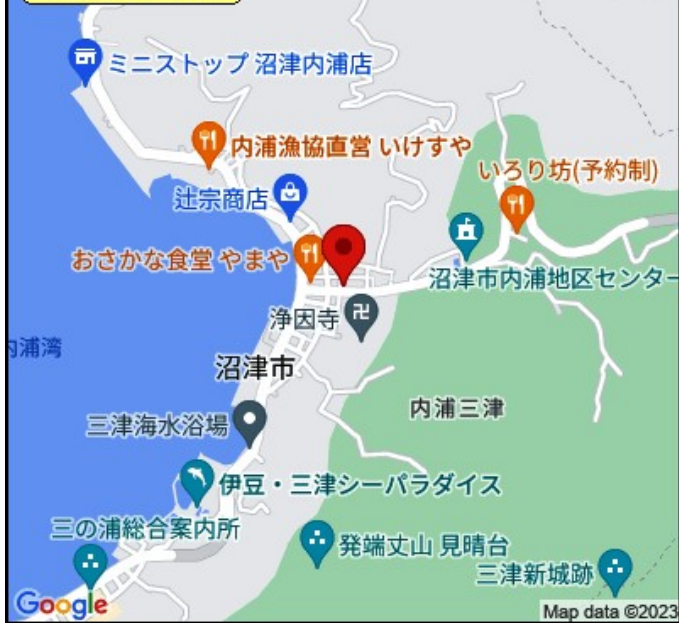 ミニストップ 沼津内浦店
内浦漁協直営 いけすや
いろり坊(予約制)
辻宗商店
おさかな食堂 やまや
沼津市内浦地区センター
浄因寺
内浦湾
沼津市
内浦三津
三津海水浴場
伊豆・三津シーパラダイス
三の浦総合案内所
発端丈山 見晴台
三津新城跡
Google
Map data ©2023